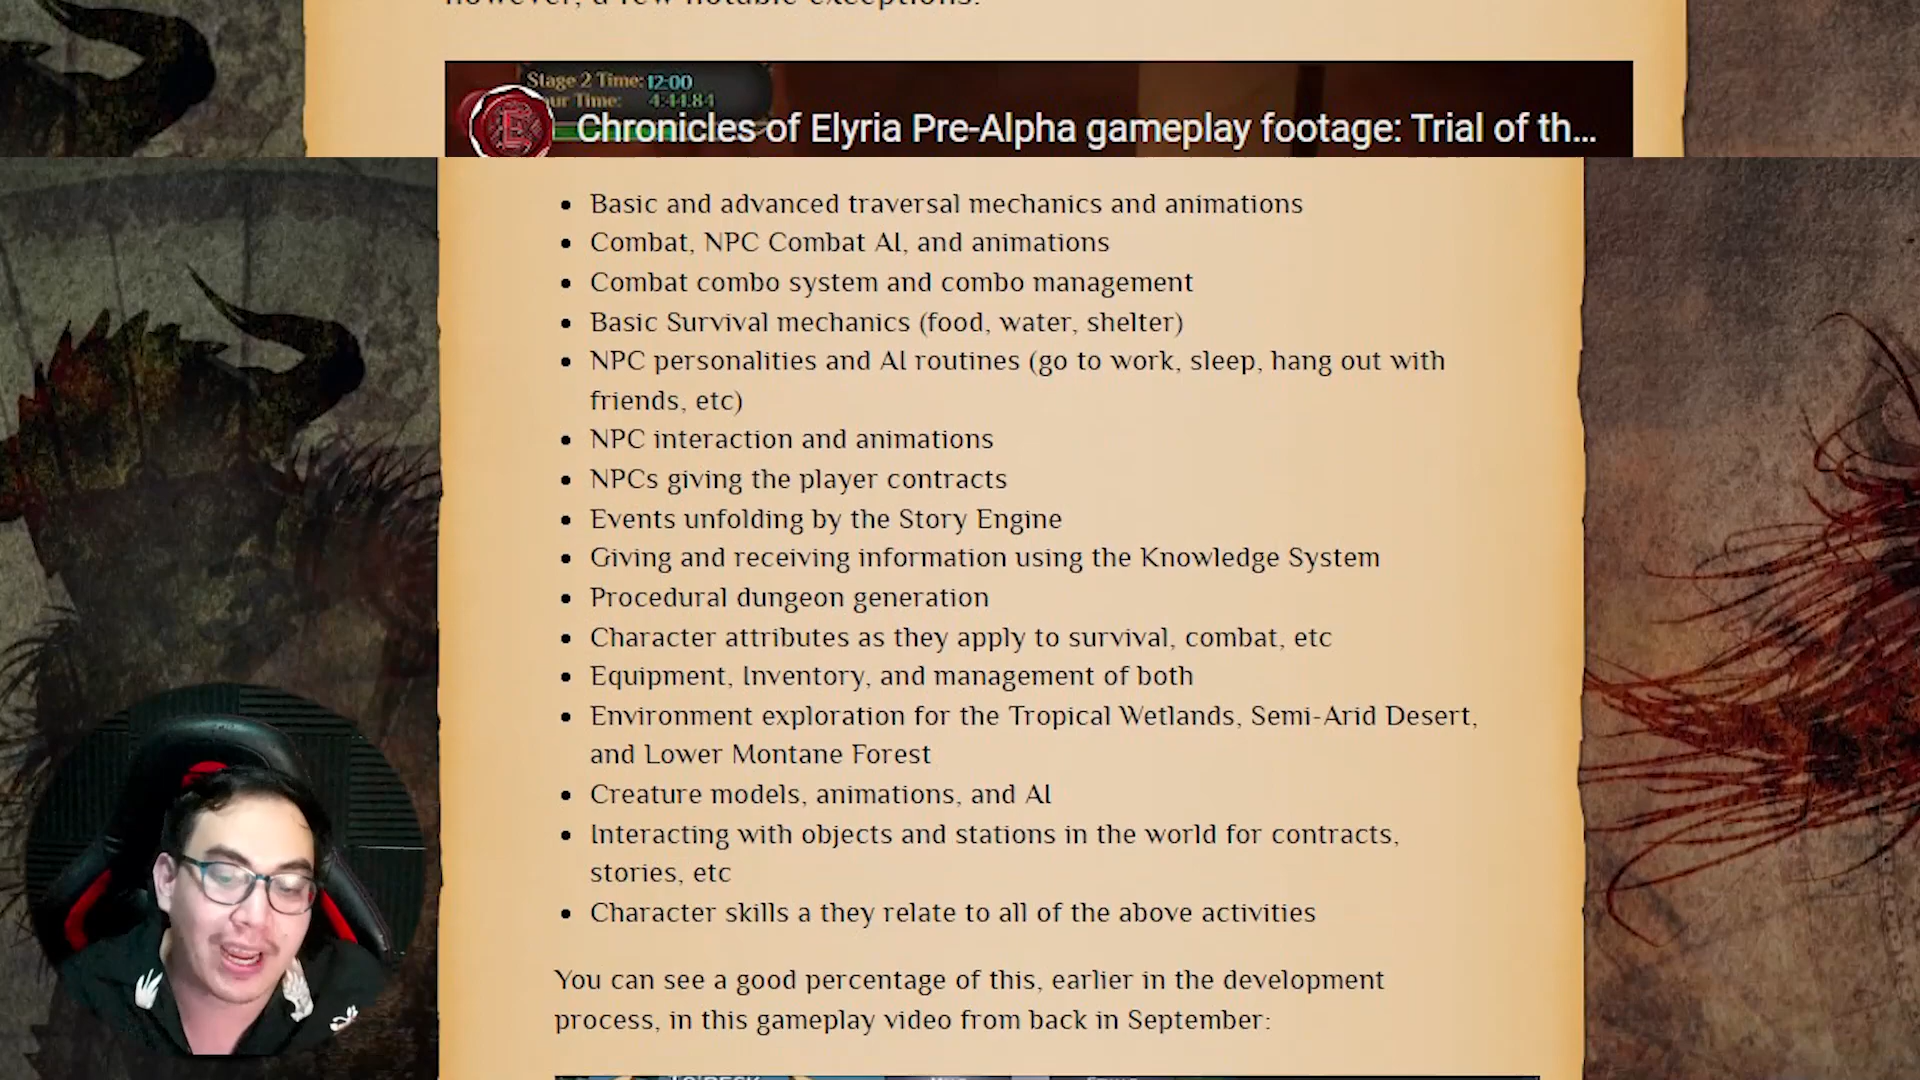 however, a few notable exceptions.
Stage 2 Time: 12:00
our Time: 4:44.84
E
Chronicles of Elyria Pre-Alpha gameplay footage: Trial of th...
• Basic and advanced traversal mechanics and animations
• Combat, NPC Combat AI, and animations
• Combat combo system and combo management
• Basic Survival mechanics (food, water, shelter)
• NPC personalities and AI routines (go to work, sleep, hang out with
friends, etc)
• NPC interaction and animations
• NPCs giving the player contracts
• Events unfolding by the Story Engine
• Giving and receiving information using the Knowledge System
• Procedural dungeon generation
• Character attributes as they apply to survival, combat, etc
• Equipment, Inventory, and management of both
• Environment exploration for the Tropical Wetlands, Semi-Arid Desert,
and Lower Montane Forest
• Creature models, animations, and AI
• Interacting with objects and stations in the world for contracts,
stories, etc
• Character skills a they relate to all of the above activities
You can see a good percentage of this, earlier in the development
process, in this gameplay video from back in September: